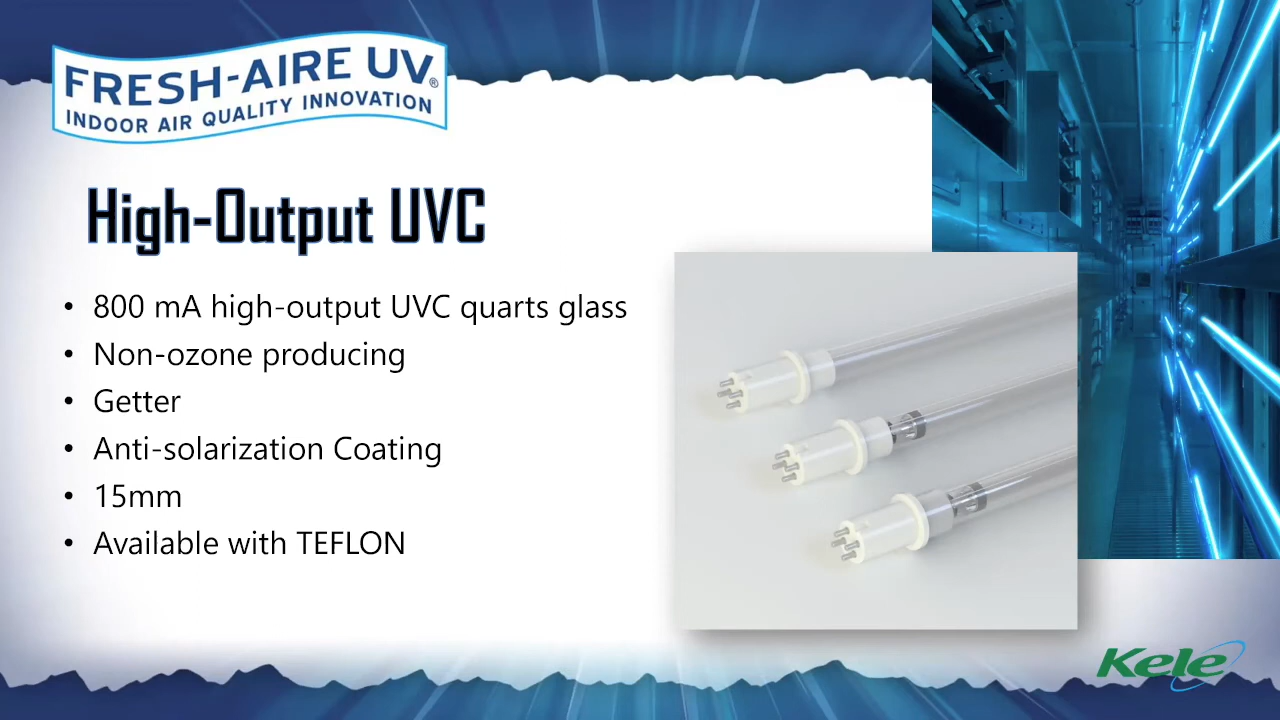 FRESH-AIRE UV®
INDOOR AIR QUALITY INNOVATION
High-Output UVC
• 800 mA high-output UVC quarts glass
• Non-ozone producing
• Getter
• Anti-solarization Coating
• 15mm
• Available with TEFLON
Kele